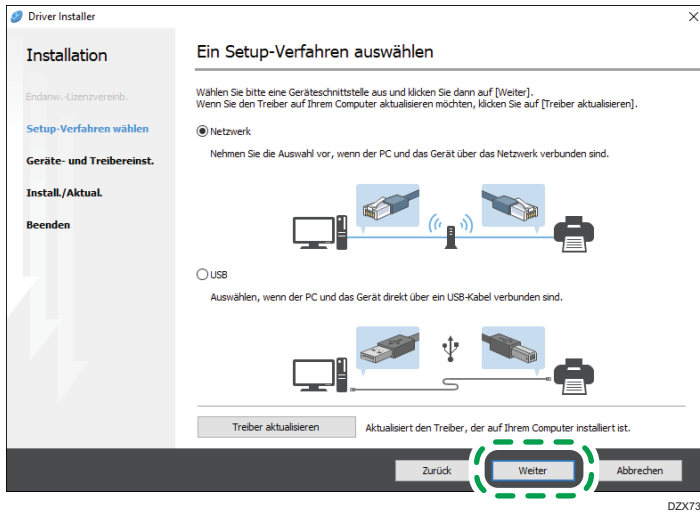 Driver Installer
Installation
Endanw.-Lizenzvereinb.
Setup-Verfahren wählen
Geräte- und Treibereinst.
Install./Aktual.
Beenden
Ein Setup-Verfahren auswählen
Wählen Sie bitte eine Geräteschnittstelle aus und klicken Sie dann auf [Weiter].
Wenn Sie den Treiber auf Ihrem Computer aktualisieren möchten, klicken Sie auf [Treiber aktualisieren].
Netzwerk
Nehmen Sie die Auswahl vor, wenn der PC und das Gerät über das Netzwerk verbunden sind.
USB
Auswählen, wenn der PC und das Gerät direkt über ein USB-Kabel verbunden sind.
Treiber aktualisieren
Aktualisiert den Treiber, der auf Ihrem Computer installiert ist.
Zurück
Weiter
Abbrechen
DZX73